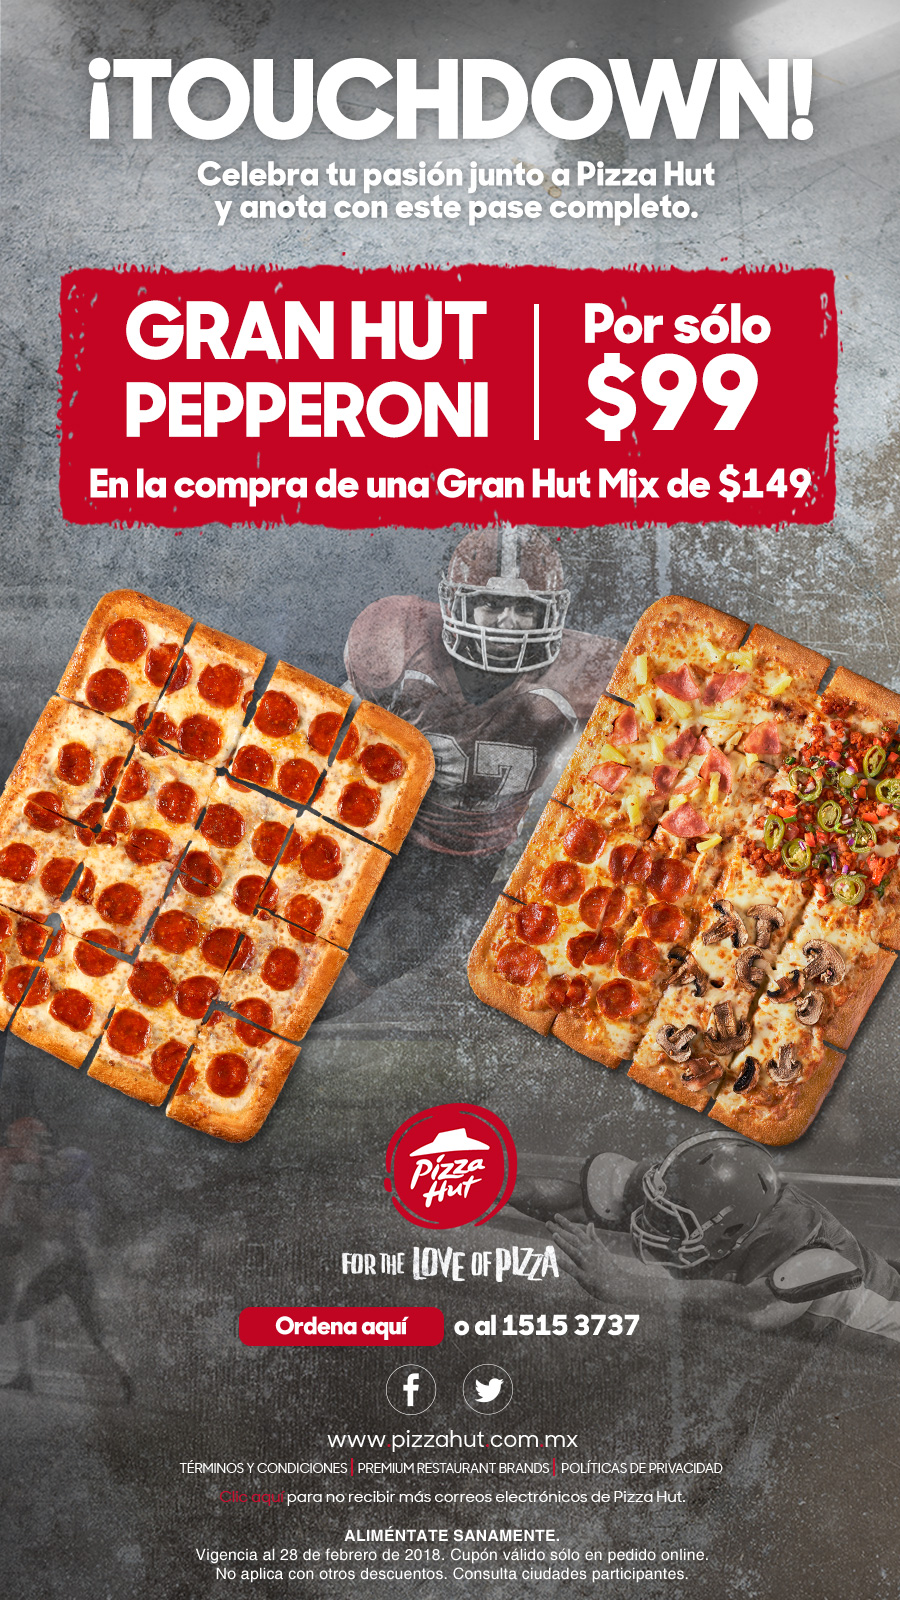 ¡TOUCHDOWN!
Celebra tu pasión junto a Pizza Hut
y anota con este pase completo.
GRAN HUT
PEPPERONI
Por sólo
$99
En la compra de una Gran Hut Mix de $149
97
Pizza
Hut
FOR THE LOVE OF PIZZA
Ordena aquí o al 1515 3737
www.pizzahut.com.mx
TÉRMINOS Y CONDICIONES | PREMIUM RESTAURANT BRANDS | POLÍTICAS DE PRIVACIDAD
Clic aquí para no recibir más correos electrónicos de Pizza Hut.
ALIMÉNTATE SANAMENTE.
Vigencia al 28 de febrero de 2018. Cupón válido sólo en pedido online.
No aplica con otros descuentos. Consulta ciudades participantes.